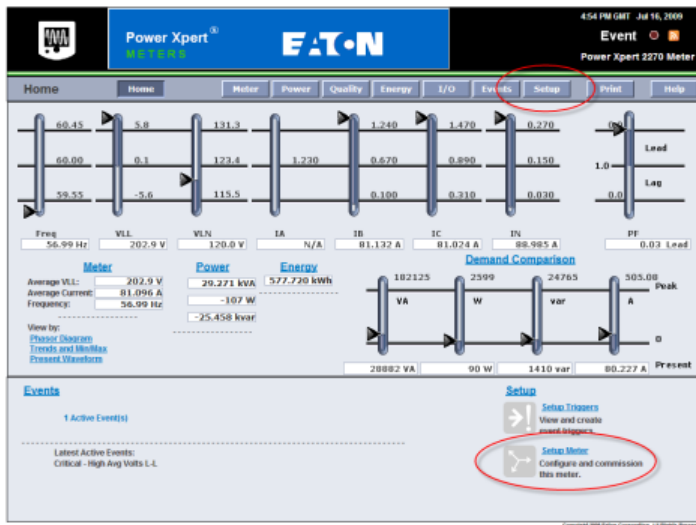 4:54 PM GMT Jul 16, 2009
Power Xpert®
METERS
EATON
Event
Power Xpert 2270 Meter
Home
Home Meter Power Quality Energy I/O Events Setup Print Help
60.45 5.8 131.3 1.240 1.470 0.270 0.0
Lead
60.00 0.1 123.4 1.230 0.670 0.890 0.150 1.0
Lag
59.55 -5.6 115.5 0.100 0.310 0.030 0.0
Freq VLL VLN IA IB IC IN PF
56.99 Hz 202.9 V 120.0 V N/A 81.132 A 81.024 A 88.985 A 0.03 Lead
Meter Power Energy Demand Comparison
Average VLL: 202.9 V 29.271 kVA 577.720 kWh
Average Current: 81.096 A -107 W
Frequency: 56.99 Hz -25.458 kvar
102125 2599 24765 505.08 Peak
VA W var A
0
28882 VA 90 W 1410 var 80.227 A Present
View by:
Phasor Diagram
Trends and Min/Max
Present Waveform
Events
1 Active Event(s)
Latest Active Events:
Critical - High Avg Volts L-L
Setup
Setup Triggers
View and create
event triggers.
Setup Meter
Configure and commission
this meter.